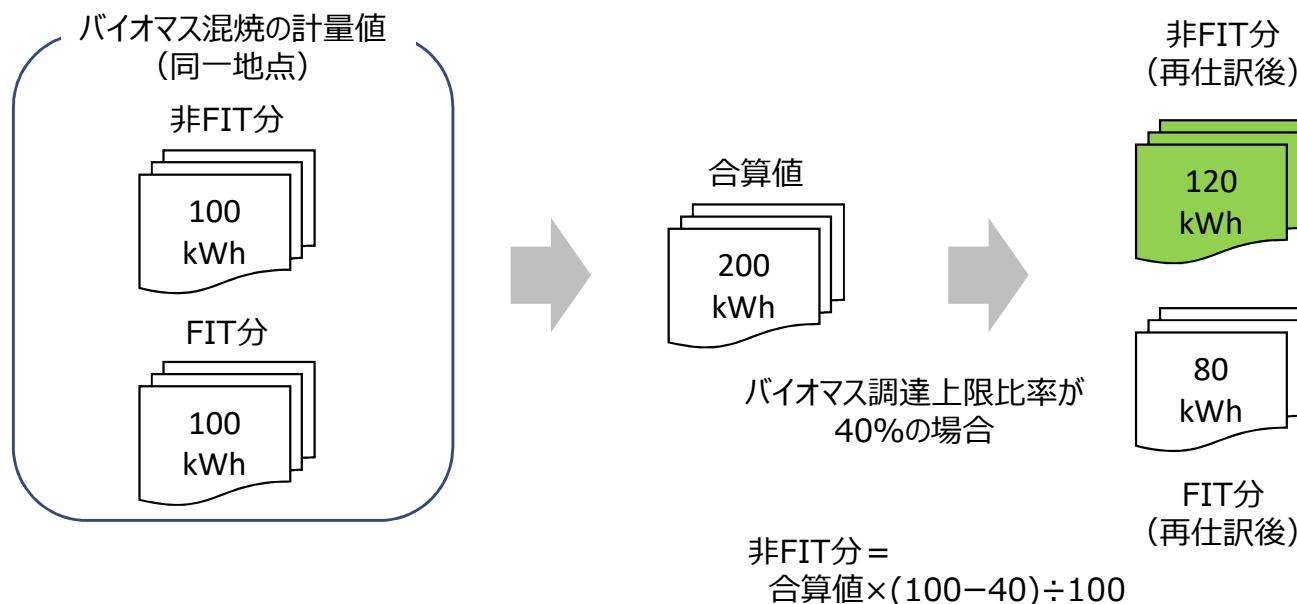 バイオマス混焼の計量値
（同一地点）
非FIT分
100
kWh
FIT分
100
kWh
合算値
200
kWh
バイオマス調達上限比率が
40%の場合
非FIT分＝
合算値×(100−40)÷100
非FIT分
（再仕訳後）
120
kWh
80
kWh
FIT分
（再仕訳後）